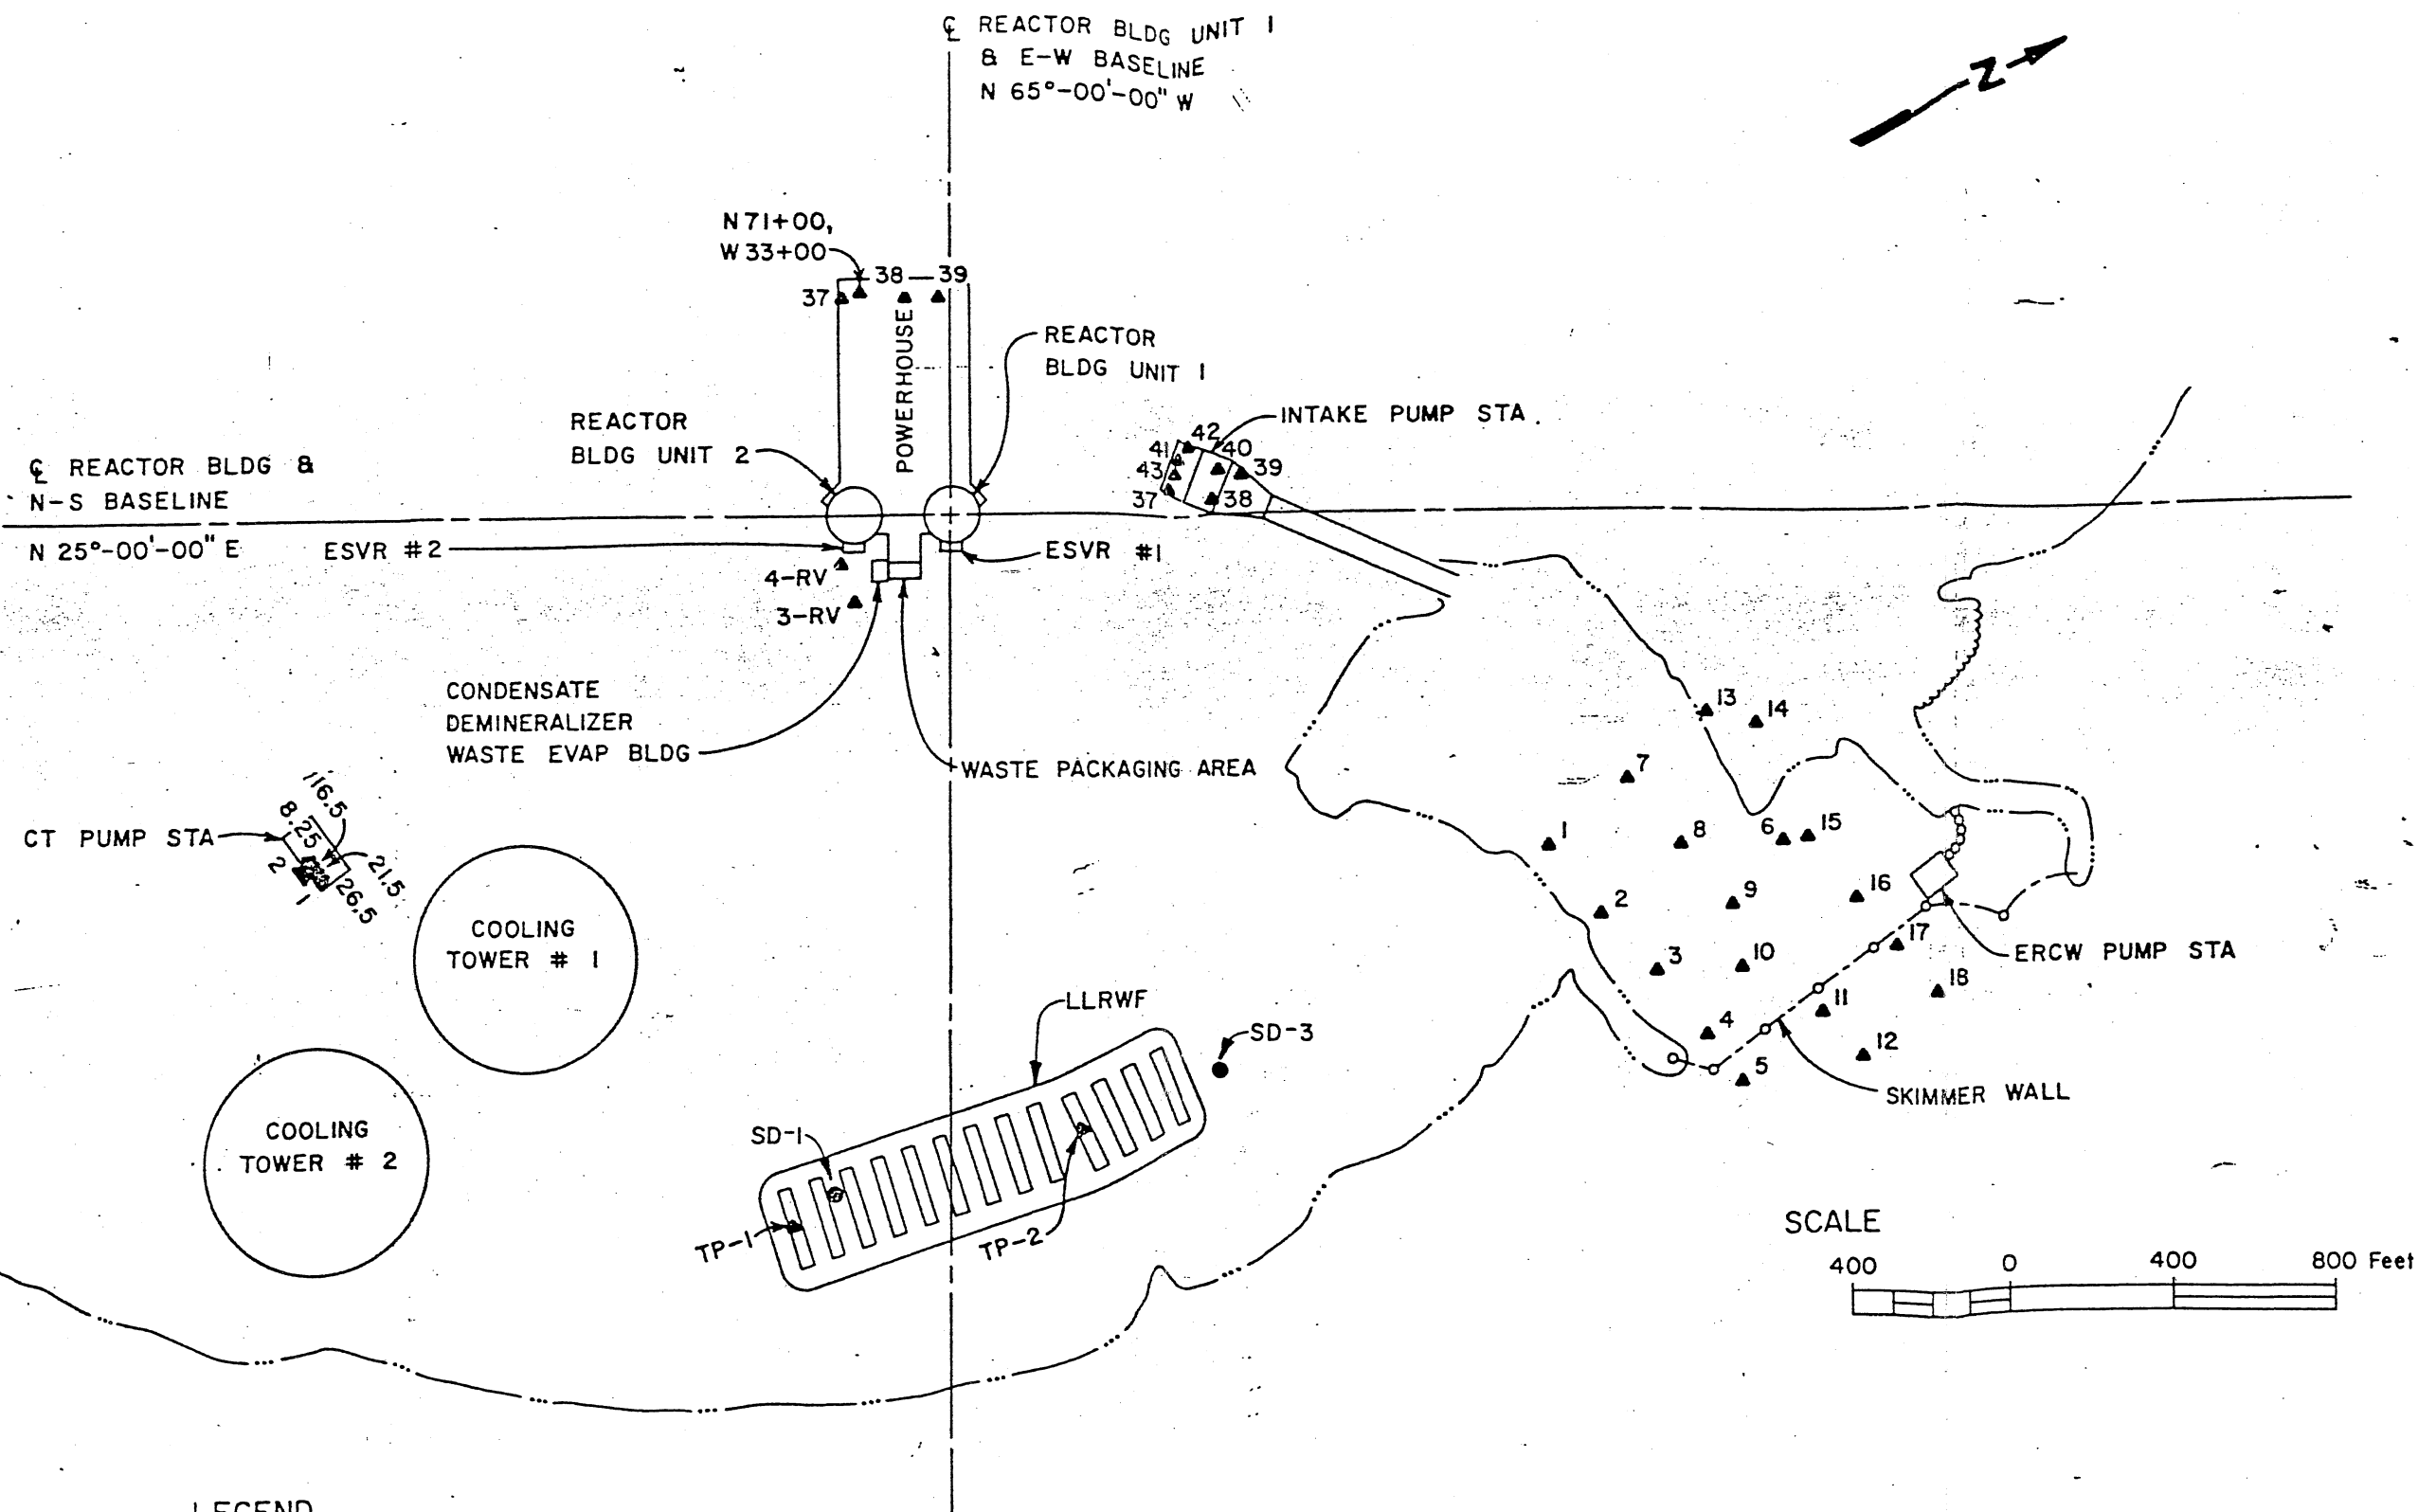 ℄ REACTOR BLDG UNIT 1
& E-W BASELINE
N 65°-00'-00" W
N
N 71+00,
W 33+00
38 — 39
37
POWERHOUSE
REACTOR
BLDG UNIT 1
REACTOR
BLDG UNIT 2
INTAKE PUMP STA.
42
41
40
43
39
37
38
℄ REACTOR BLDG &
N-S BASELINE
N 25°-00'-00" E
ESVR #2
ESVR #1
4-RV
3-RV
CONDENSATE
DEMINERALIZER
WASTE EVAP BLDG
WASTE PACKAGING AREA
13
14
7
1
8
6
15
2
9
16
3
10
17
18
4
11
12
5
ERCW PUMP STA
SKIMMER WALL
CT PUMP STA
116.5
8.25
21.5
26.5
2
1
COOLING
TOWER # 1
COOLING
TOWER # 2
LLRWF
SD-3
SD-1
TP-1
TP-2
SCALE
400 0 400 800 Feet
LEGEND